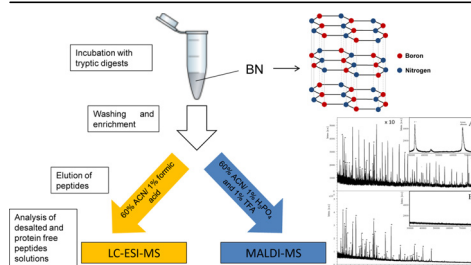 Incubation with
tryptic digests
BN
Boron
Nitrogen
Washing and
enrichment
Elution of
peptides
60% ACN/ 1% formic
acid
60% ACN/ 1% H₃PO₄
and 1% TFA
Analysis of
desalted and
protein free
peptides
solutions
LC-ESI-MS
MALDI-MS
x 10